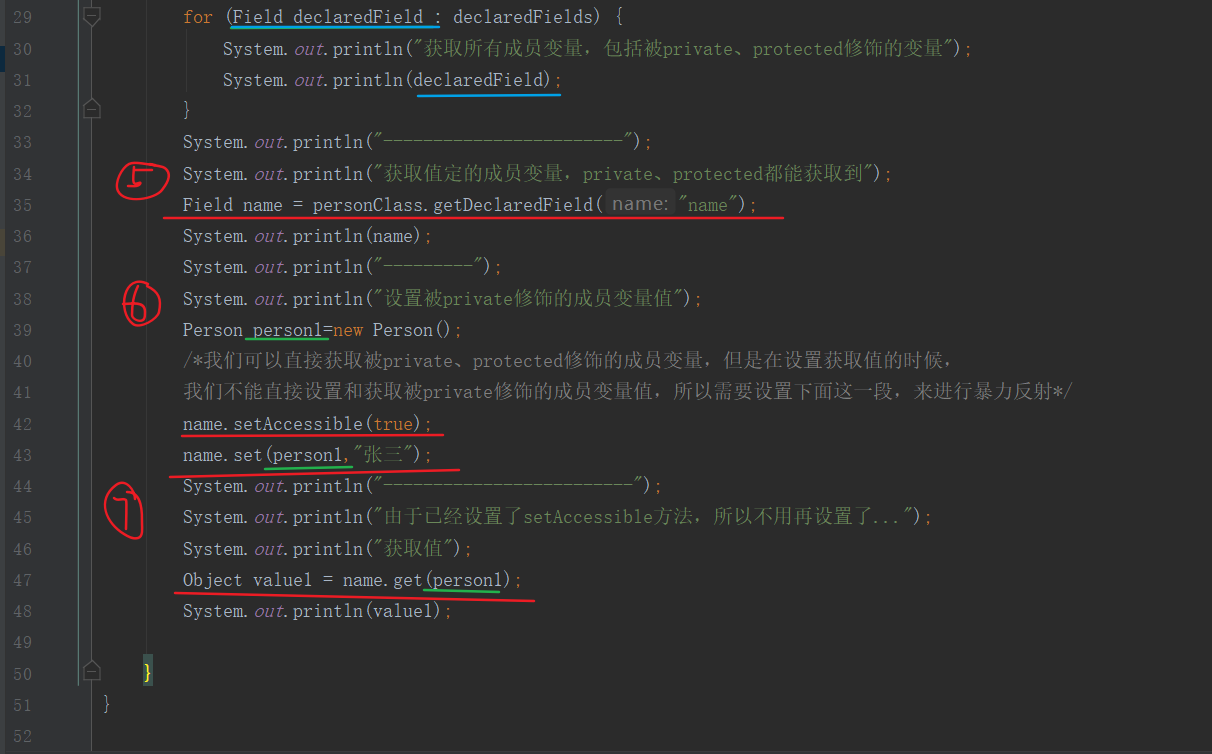 29 for (Field declaredField : declaredFields) {
30 System.out.println("获取所有成员变量，包括被private、protected修饰的变量");
31 System.out.println(declaredField);
32 }
33 System.out.println("------------------------");
⑤ 34 System.out.println("获取值定的成员变量，private、protected都能获取到");
35 Field name = personClass.getDeclaredField( name: "name");
36 System.out.println(name);
37 System.out.println("---------");
⑥ 38 System.out.println("设置被private修饰的成员变量值");
39 Person person1=new Person();
40 /*我们可以直接获取被private、protected修饰的成员变量，但是在设置获取值的时候，
41 我们不能直接设置和获取被private修饰的成员变量值，所以需要设置下面这一段，来进行暴力反射*/
42 name.setAccessible(true);
43 name.set(person1,"张三");
44 System.out.println("-------------------------");
⑦ 45 System.out.println("由于已经设置了setAccessible方法，所以不用再设置了...");
46 System.out.println("获取值");
47 Object value1 = name.get(person1);
48 System.out.println(value1);
49
50 }
51 }
52